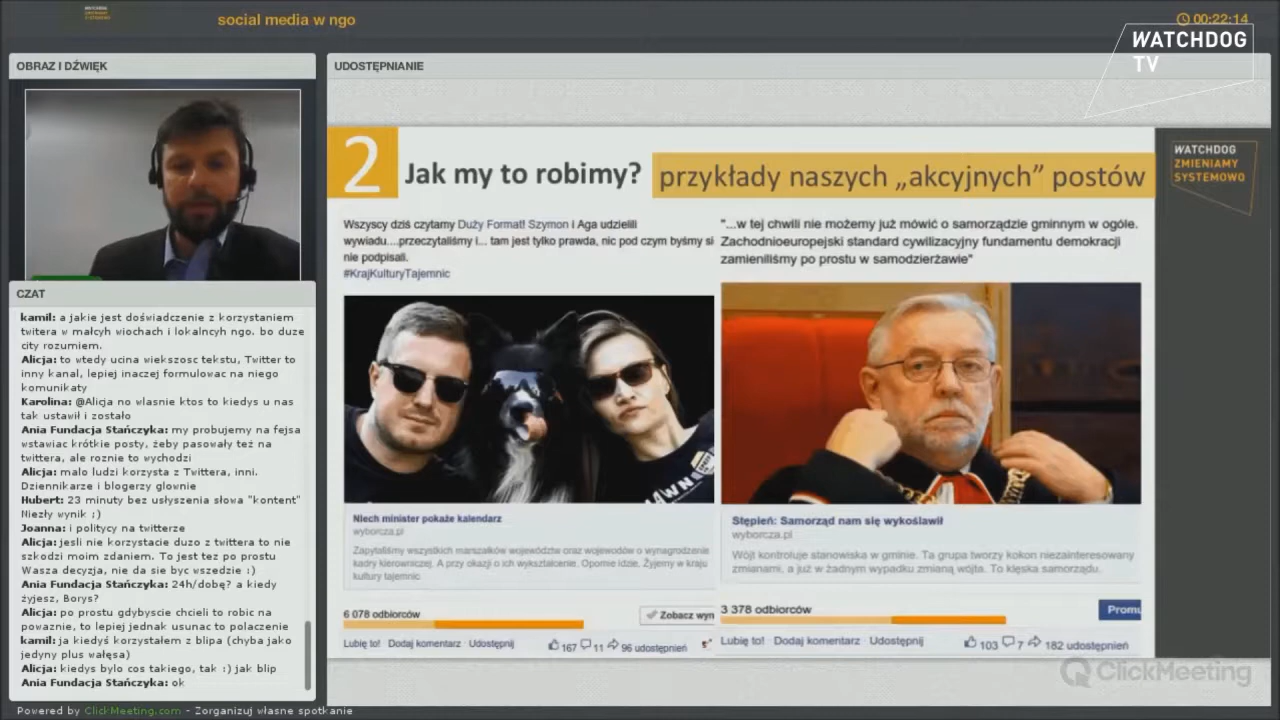 social media w ngo
00:22:14
WATCHDOG
TV
OBRAZ I DŹWIĘK
UDOSTĘPNIANIE
2
Jak my to robimy?
przykłady naszych „akcyjnych” postów
WATCHDOG
ZMIENIAMY
SYSTEMOWO
Wszyscy dziś czytamy Duży Format! Szymon i Aga udzielili
wywiadu....przeczytaliśmy i... tam jest tylko prawda, nic pod czym byśmy si
nie podpisali.
#KrajKulturyTajemnic
"...w tej chwili nie możemy już mówić o samorządzie gminnym w ogóle.
Zachodnioeuropejski standard cywilizacyjny fundamentu demokracji
zamieniliśmy po prostu w samodzierżawie"
Niech minister pokaże kalendarz
wyborcza.pl
Zapytaliśmy wszystkich marszałków województw oraz wojewodów o wynagrodzenie
kadry kierowniczej. A przy okazji o ich wykształcenie. Opornie idzie. Żyjemy w kraju
kultury tajemnic
6 078 odbiorców
Zobacz wyn
Lubię to! Dodaj komentarz Udostępnij
167 11 96 udostępnień
Stępień: Samorząd nam się wykoślawił
wyborcza.pl
Wójt kontroluje stanowiska w gminie. Ta grupa tworzy kokon niezainteresowany
zmianami, a już w żadnym wypadku zmianą wójta. To klęska samorządu.
3 378 odbiorców
Promu
Lubię to! Dodaj komentarz Udostępnij
103 7 182 udostępnień
CZAT
kamil: a jakie jest doświadczenie z korzystaniem
twitera w małcyh wiochach i lokalncyh ngo. bo duze
city rozumiem.
Alicja: to wtedy ucina wiekszosc tekstu, Twitter to
inny kanal, lepiej inaczej formulowac na niego
komunikaty
Karolina: @Alicja no wlasnie ktos to kiedys u nas
tak ustawił i zostało
Ania Fundacja Stańczyka: my probujemy na fejsa
wstawiac krótkie posty, żeby pasowały też na
twittera, ale roznie to wychodzi
Alicja: malo ludzi korzysta z Twittera, inni.
Dziennikarze i blogerzy glownie
Hubert: 23 minuty bez usłyszenia słowa "kontent"
Niezły wynik :)
Joanna: i politycy na twitterze
Alicja: jesli nie korzystacie duzo z twittera to nie
szkodzi moim zdaniem. To jest tez po prostu
Wasza decyzja, nie da sie byc wszedzie :)
Ania Fundacja Stańczyka: 24h/dobę? a kiedy
żyjesz, Borys?
Alicja: po prostu gdybyscie chcieli to robic na
powaznie, to lepiej jednak usunac to polaczenie
kamil: ja kiedyś korzystałem z blipa (chyba jako
jedyny plus wałęsa)
Alicja: kiedys bylo cos takiego, tak :) jak blip
Ania Fundacja Stańczyka: ok
ClickMeeting
Powered by ClickMeeting.com - Zorganizuj własne spotkanie